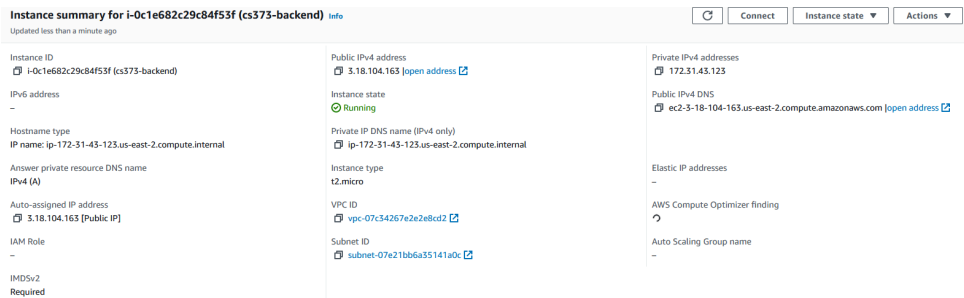 Instance summary for i-0c1e682c29c84f53f (cs373-backend) Info
Updated less than a minute ago
Connect
Instance state
Actions
Instance ID
i-0c1e682c29c84f53f (cs373-backend)
Public IPv4 address
3.18.104.163 |open address
Private IPv4 addresses
172.31.43.123
IPv6 address
–
Instance state
Running
Public IPv4 DNS
ec2-3-18-104-163.us-east-2.compute.amazonaws.com |open address
Hostname type
IP name: ip-172-31-43-123.us-east-2.compute.internal
Private IP DNS name (IPv4 only)
ip-172-31-43-123.us-east-2.compute.internal
Answer private resource DNS name
IPv4 (A)
Instance type
t2.micro
Elastic IP addresses
–
Auto-assigned IP address
3.18.104.163 [Public IP]
VPC ID
vpc-07c34267e2e2e8cd2
AWS Compute Optimizer finding
IAM Role
–
Subnet ID
subnet-07e21bb6a35141a0c
Auto Scaling Group name
–
IMDSv2
Required